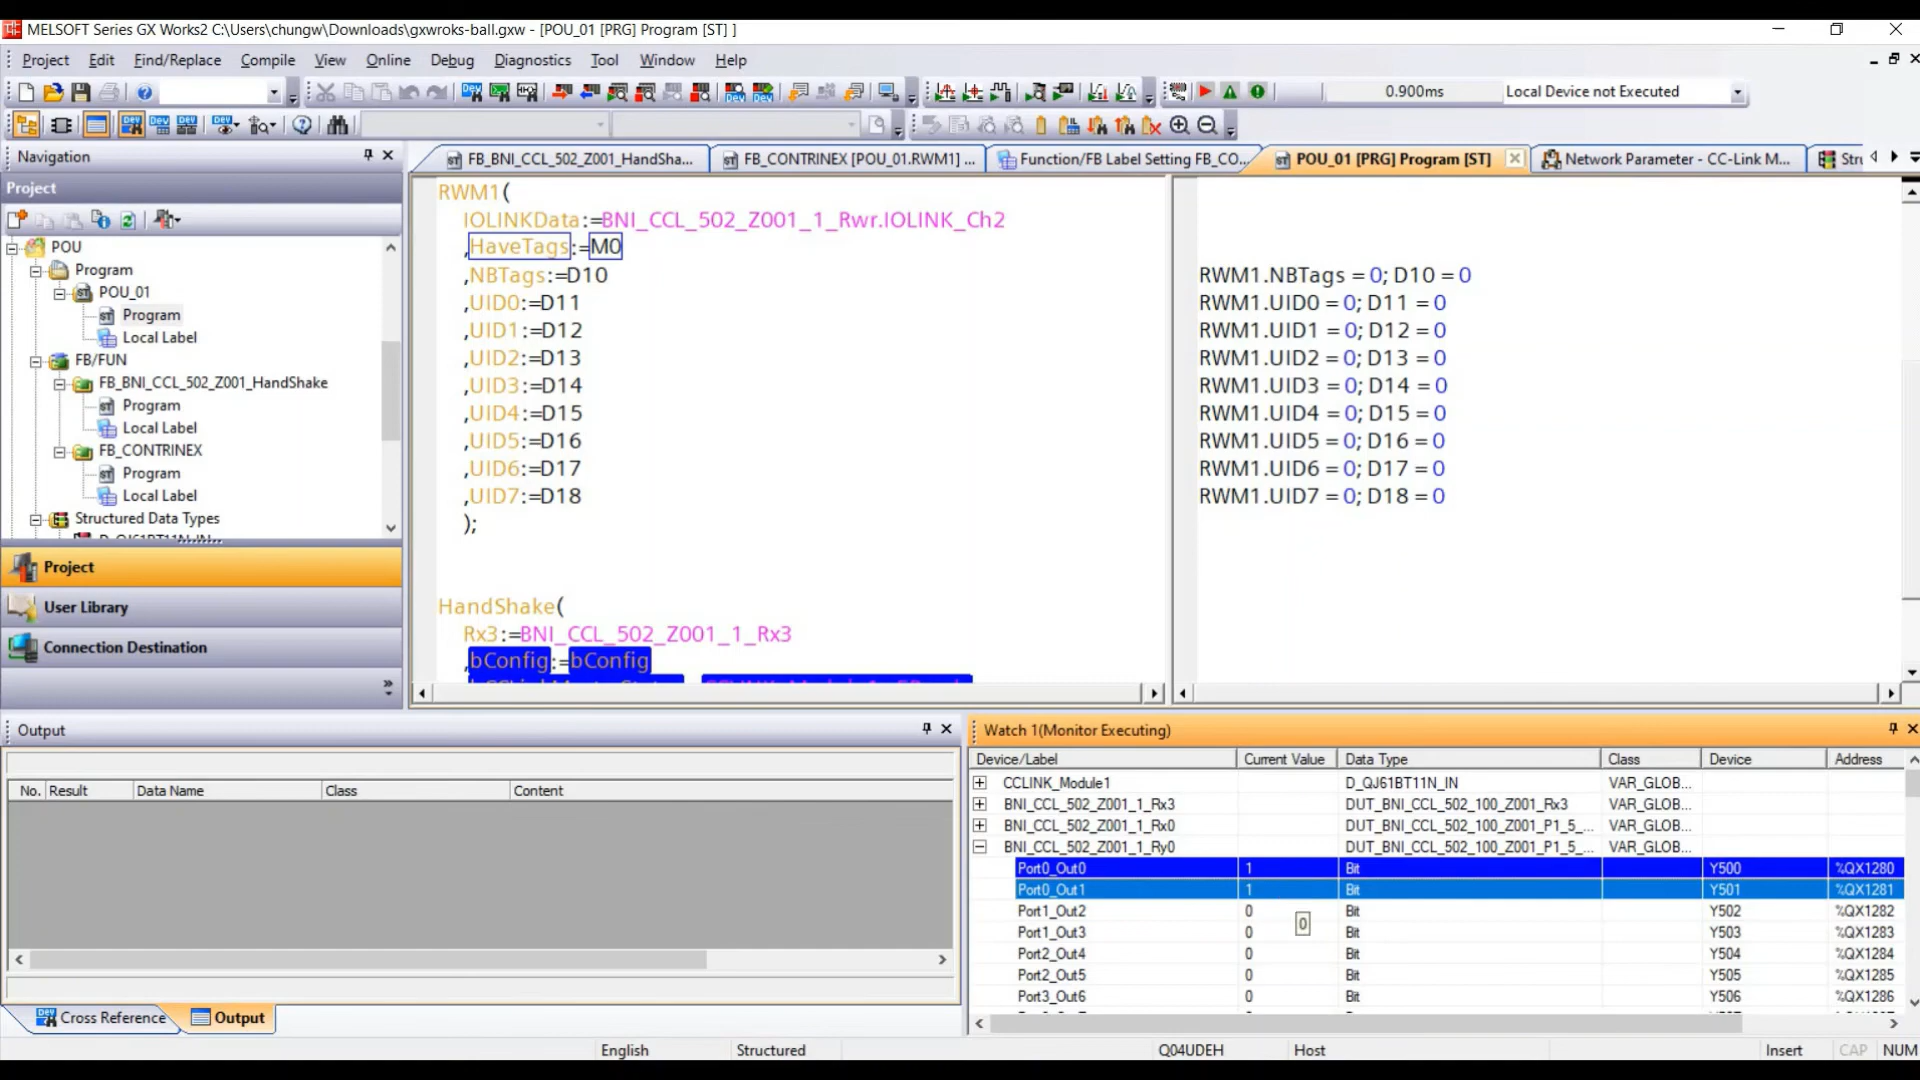 MELSOFT Series GX Works2 C:\Users\chungw\Downloads\gxwroks-ball.gxw - [POU_01 [PRG] Program [ST] ]
Project Edit Find/Replace Compile View Online Debug Diagnostics Tool Window Help
0.900ms Local Device not Executed
Navigation
Project
POU
Program
POU_01
Program
Local Label
FB/FUN
FB_BNI_CCL_502_Z001_HandShake
Program
Local Label
FB_CONTRINEX
Program
Local Label
Structured Data Types
Project
User Library
Connection Destination
FB_BNI_CCL_502_Z001_HandSha... FB_CONTRINEX [POU_01.RWM1] ... Function/FB Label Setting FB_CO... POU_01 [PRG] Program [ST] Network Parameter - CC-Link M... Stru
RWM1(
IOLINKData:=BNI_CCL_502_Z001_1_Rwr.IOLINK_Ch2
,HaveTags:=M0
,NBTags:=D10
,UID0:=D11
,UID1:=D12
,UID2:=D13
,UID3:=D14
,UID4:=D15
,UID5:=D16
,UID6:=D17
,UID7:=D18
);
HandShake(
Rx3:=BNI_CCL_502_Z001_1_Rx3
,bConfig:=bConfig
RWM1.NBTags = 0; D10 = 0
RWM1.UID0 = 0; D11 = 0
RWM1.UID1 = 0; D12 = 0
RWM1.UID2 = 0; D13 = 0
RWM1.UID3 = 0; D14 = 0
RWM1.UID4 = 0; D15 = 0
RWM1.UID5 = 0; D16 = 0
RWM1.UID6 = 0; D17 = 0
RWM1.UID7 = 0; D18 = 0
Output
No. Result Data Name Class Content
Cross Reference Output
Watch 1(Monitor Executing)
Device/Label Current Value Data Type Class Device Address
CCLINK_Module1 D_QJ61BT11N_IN VAR_GLOB...
BNI_CCL_502_Z001_1_Rx3 DUT_BNI_CCL_502_100_Z001_Rx3 VAR_GLOB...
BNI_CCL_502_Z001_1_Rx0 DUT_BNI_CCL_502_100_Z001_P1_5_... VAR_GLOB...
BNI_CCL_502_Z001_1_Ry0 DUT_BNI_CCL_502_100_Z001_P1_5_... VAR_GLOB...
Port0_Out0 1 Bit Y500 %QX1280
Port0_Out1 1 Bit Y501 %QX1281
Port1_Out2 0 Bit Y502 %QX1282
0
Port1_Out3 0 Bit Y503 %QX1283
Port2_Out4 0 Bit Y504 %QX1284
Port2_Out5 0 Bit Y505 %QX1285
Port3_Out6 0 Bit Y506 %QX1286
English Structured Q04UDEH Host Insert CAP NUM